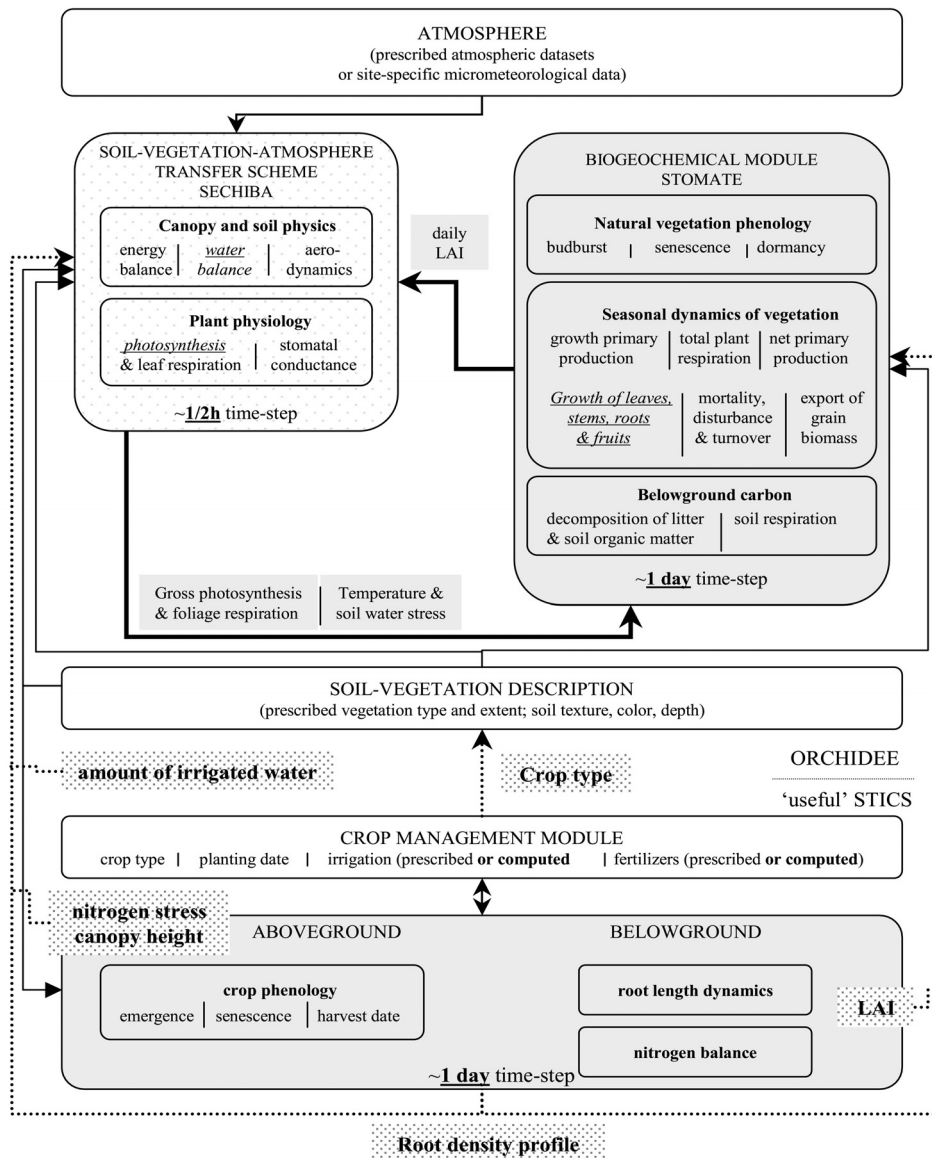 ATMOSPHERE
(prescribed atmospheric datasets
or site-specific micrometeorological data)
SOIL-VEGETATION-ATMOSPHERE
TRANSFER SCHEME
SECHIBA
Canopy and soil physics
energy
balance
water
balance
aero-
dynamics
Plant physiology
photosynthesis
& leaf respiration
stomatal
conductance
~1/2h time-step
daily
LAI
BIOGEOCHEMICAL MODULE
STOMATE
Natural vegetation phenology
budburst
senescence
dormancy
Seasonal dynamics of vegetation
growth primary
production
total plant
respiration
net primary
production
Growth of leaves,
stems, roots
& fruits
mortality,
disturbance
& turnover
export of
grain
biomass
Belowground carbon
decomposition of litter
& soil organic matter
soil respiration
~1 day time-step
Gross photosynthesis
& foliage respiration
Temperature &
soil water stress
SOIL-VEGETATION DESCRIPTION
(prescribed vegetation type and extent; soil texture, color, depth)
amount of irrigated water
Crop type
ORCHIDEE
‘useful’ STICS
CROP MANAGEMENT MODULE
crop type | planting date | irrigation (prescribed or computed | fertilizers (prescribed or computed)
nitrogen stress
canopy height
ABOVEGROUND
BELOWGROUND
crop phenology
emergence
senescence
harvest date
root length dynamics
nitrogen balance
LAI
~1 day time-step
Root density profile